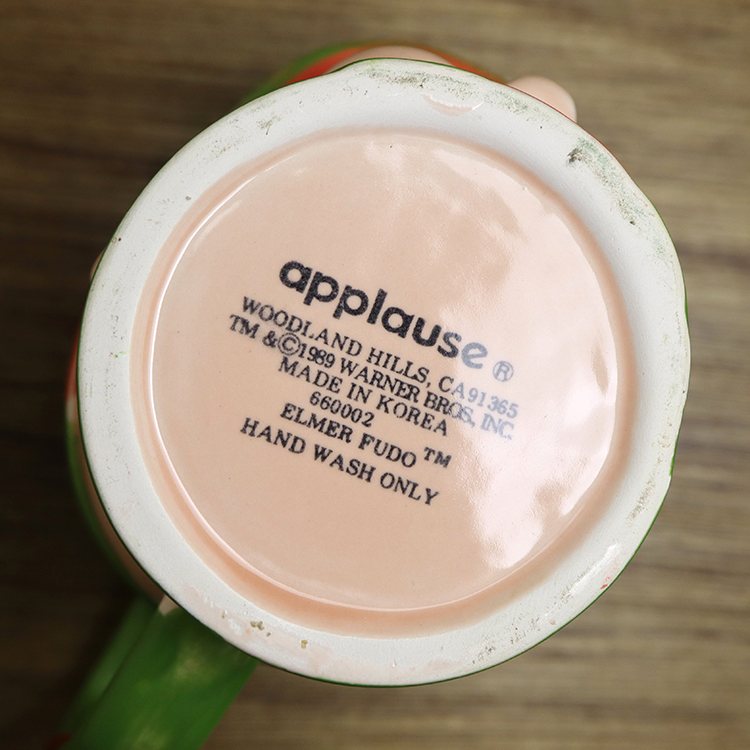 applause®
WOODLAND HILLS, CA 91365
TM &©1989 WARNER BROS, INC.
MADE IN KOREA
660002
ELMER FUDO™
HAND WASH ONLY